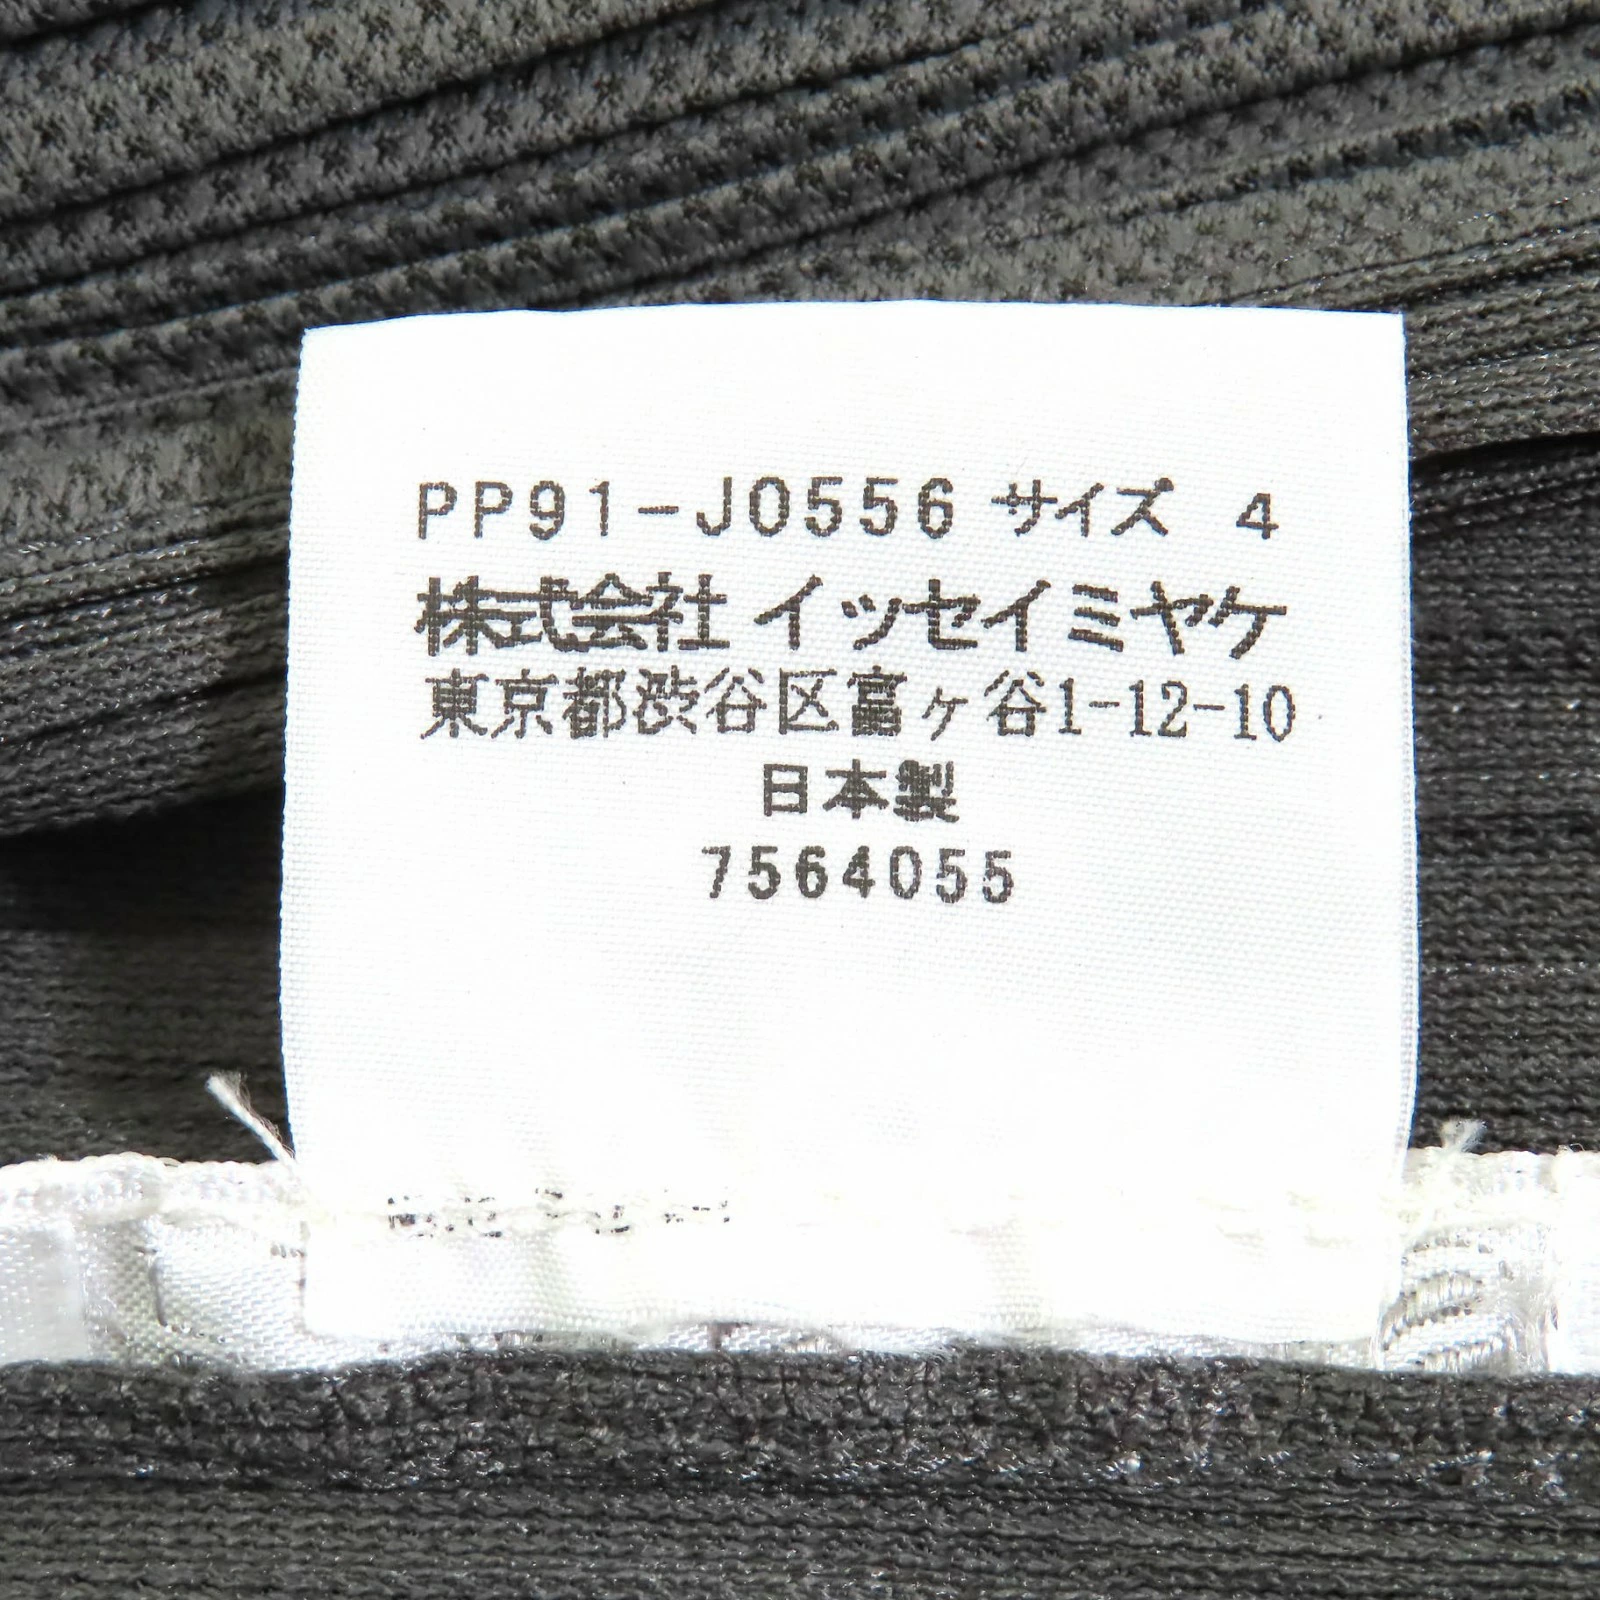 PP91-J0556 サイズ 4
株式会社 イッセイミヤケ
東京都渋谷区富ヶ谷1-12-10
日本製
7564055